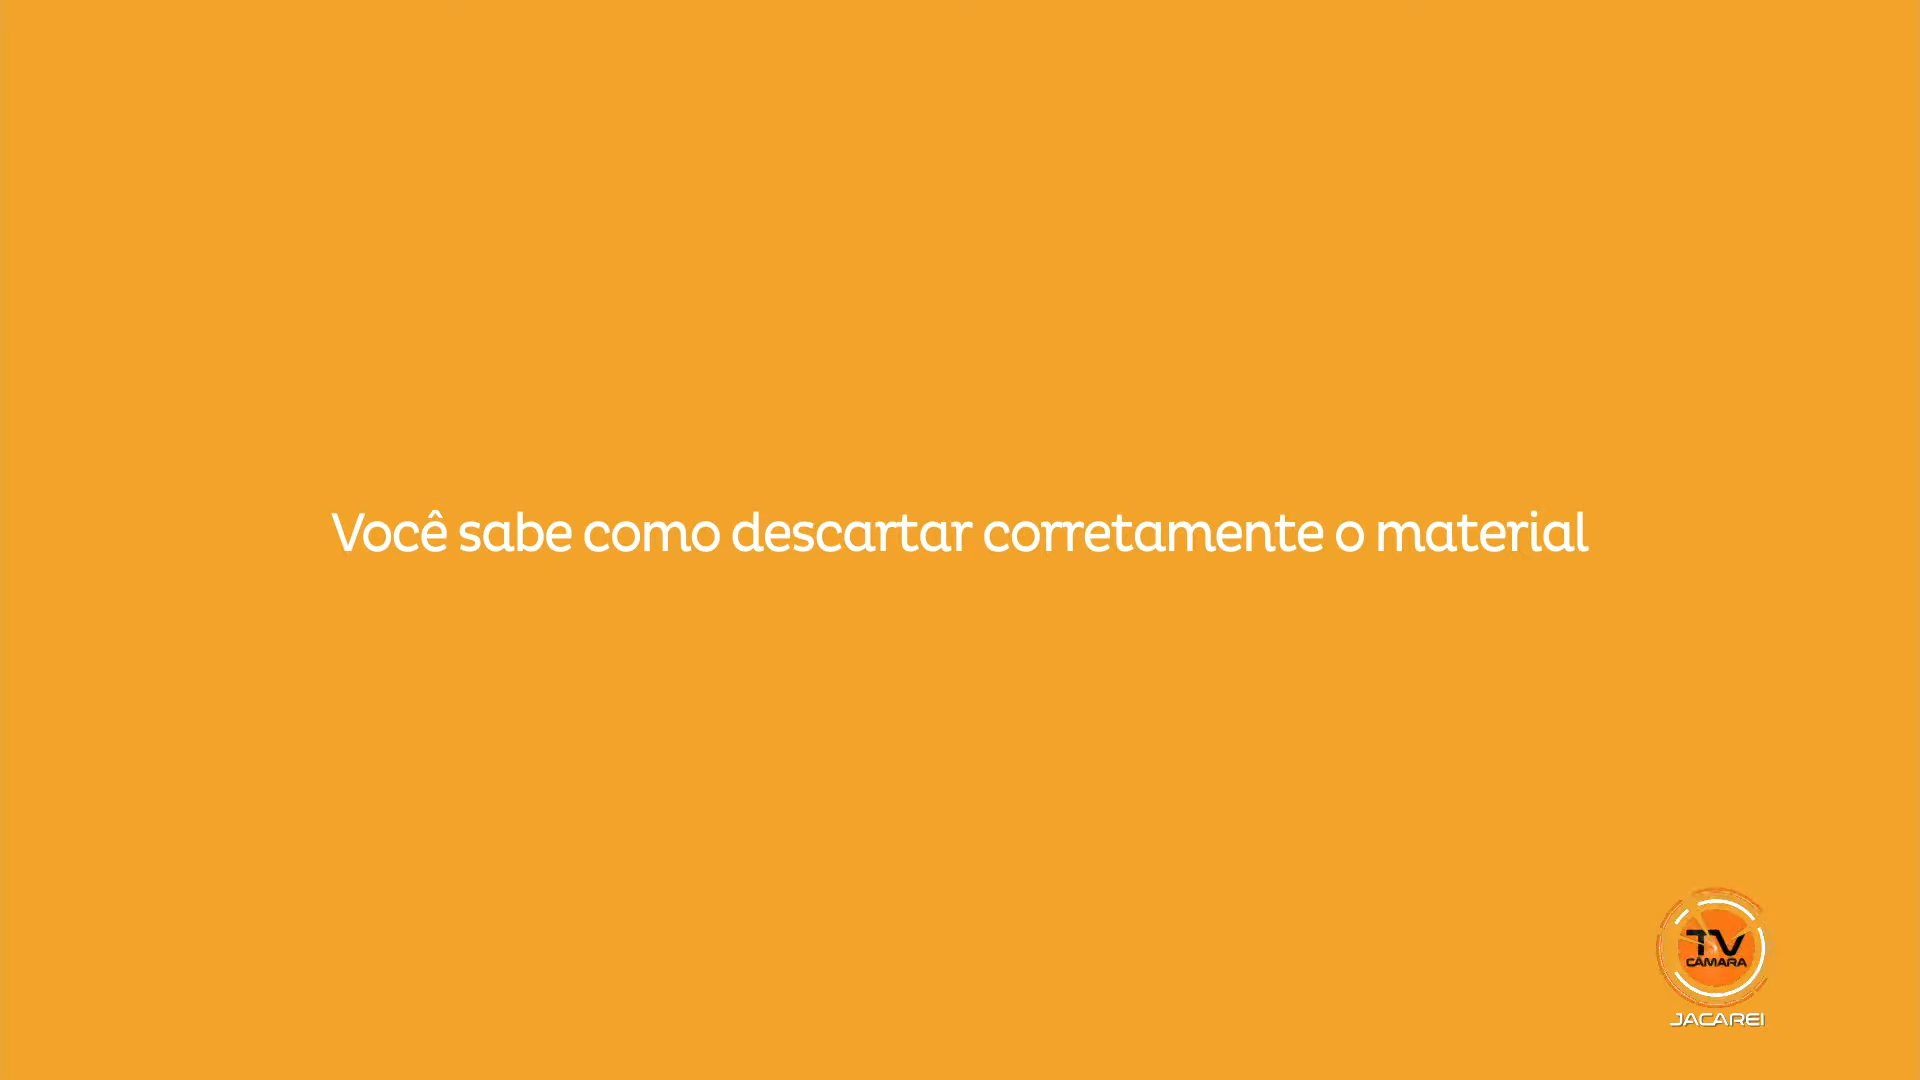 Você sabe como descartar corretamente o material
TV
CÂMARA
JACAREI